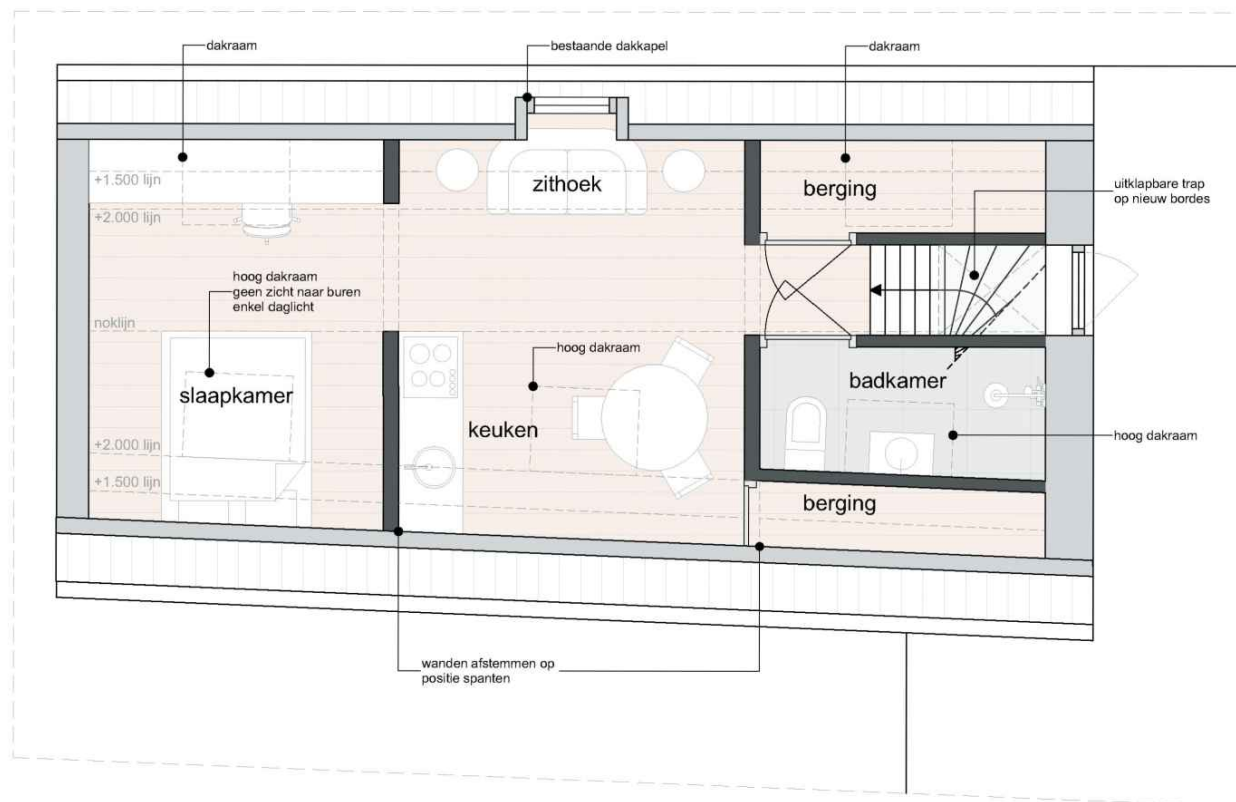 dakraam
bestaande dakkapel
dakraam
+1.500 lijn
zithoek
berging
uitklapbare trap
op nieuw bordes
+2.000 lijn
hoog dakraam
geen zicht naar buren
enkel daglicht
noklijn
hoog dakraam
slaapkamer
badkamer
keuken
hoog dakraam
+2.000 lijn
+1.500 lijn
berging
wanden afstemmen op
positie spanten